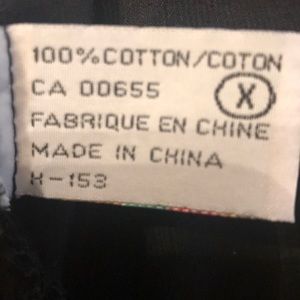 100%COTTON/COTON
CA 00655 X
FABRIQUE EN CHINE
MADE IN CHINA
K-153